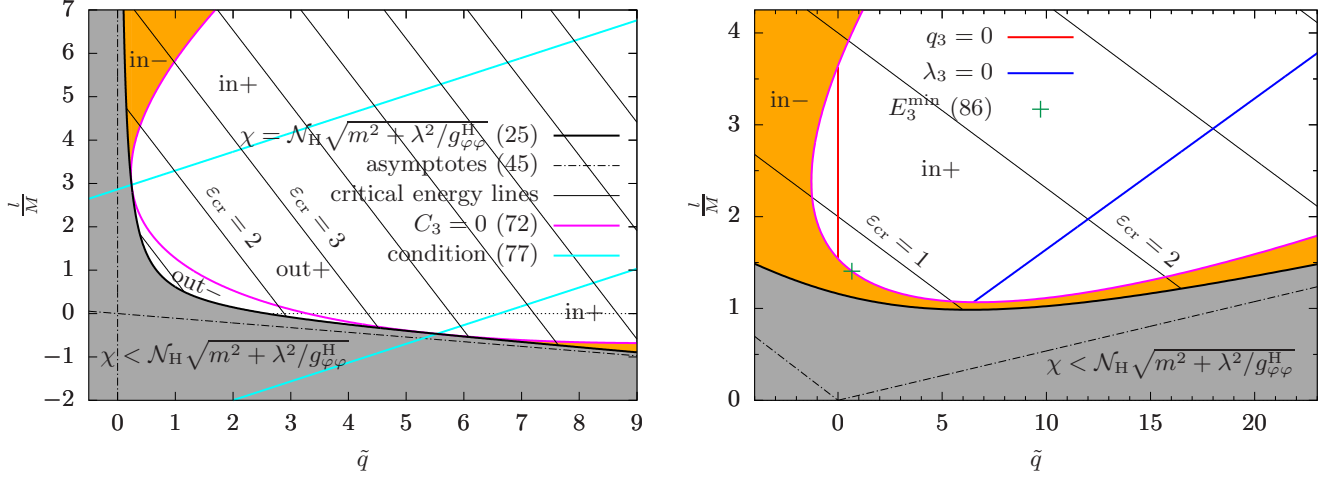 7
6
5
4
3
2
1
0
−1
−2
l/M
in−
in+
χ = N_H √(m² + λ²/g^H_φφ) (25)
asymptotes (45)
critical energy lines
C₃ = 0 (72)
condition (77)
ε_cr = 2
ε_cr = 3
out+
out−
in+
χ < N_H √(m² + λ²/g^H_φφ)
0 1 2 3 4 5 6 7 8 9
q̃
4
3
2
1
0
l/M
q₃ = 0
λ₃ = 0
E₃^min (86)
in−
in+
ε_cr = 1
ε_cr = 2
χ < N_H √(m² + λ²/g^H_φφ)
0 5 10 15 20
q̃